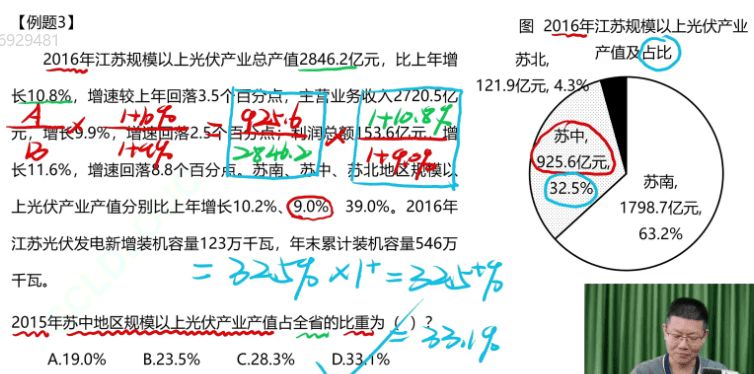 【例题3】
6929481
2016年江苏规模以上光伏产业总产值2846.2亿元，比上年增
长10.8%，增速较上年回落3.5个百分点；主营业务收入2720.5亿
元，增长9.9%，增速回落2.5个百分点；利润总额153.6亿元，增
长11.6%，增速回落8.8个百分点。苏南、苏中、苏北地区规模以
上光伏产业产值分别比上年增长10.2%、9.0%、39.0%。2016年
江苏光伏发电新增装机容量123万千瓦，年末累计装机容量546万
千瓦。
A/B × 1+b%/1+a% = 925.6/2846.2 × 1+10.8%/1+9.0%
= 32.5% × 1⁺ = 32.5⁺%
= 33.1%
2015年苏中地区规模以上光伏产业产值占全省的比重为（ ）？
A.19.0% B.23.5% C.28.3% D.33.1%
图 2016年江苏规模以上光伏产业
产值及占比
苏北,
121.9亿元, 4.3%
苏中,
925.6亿元,
32.5%
苏南,
1798.7亿元,
63.2%